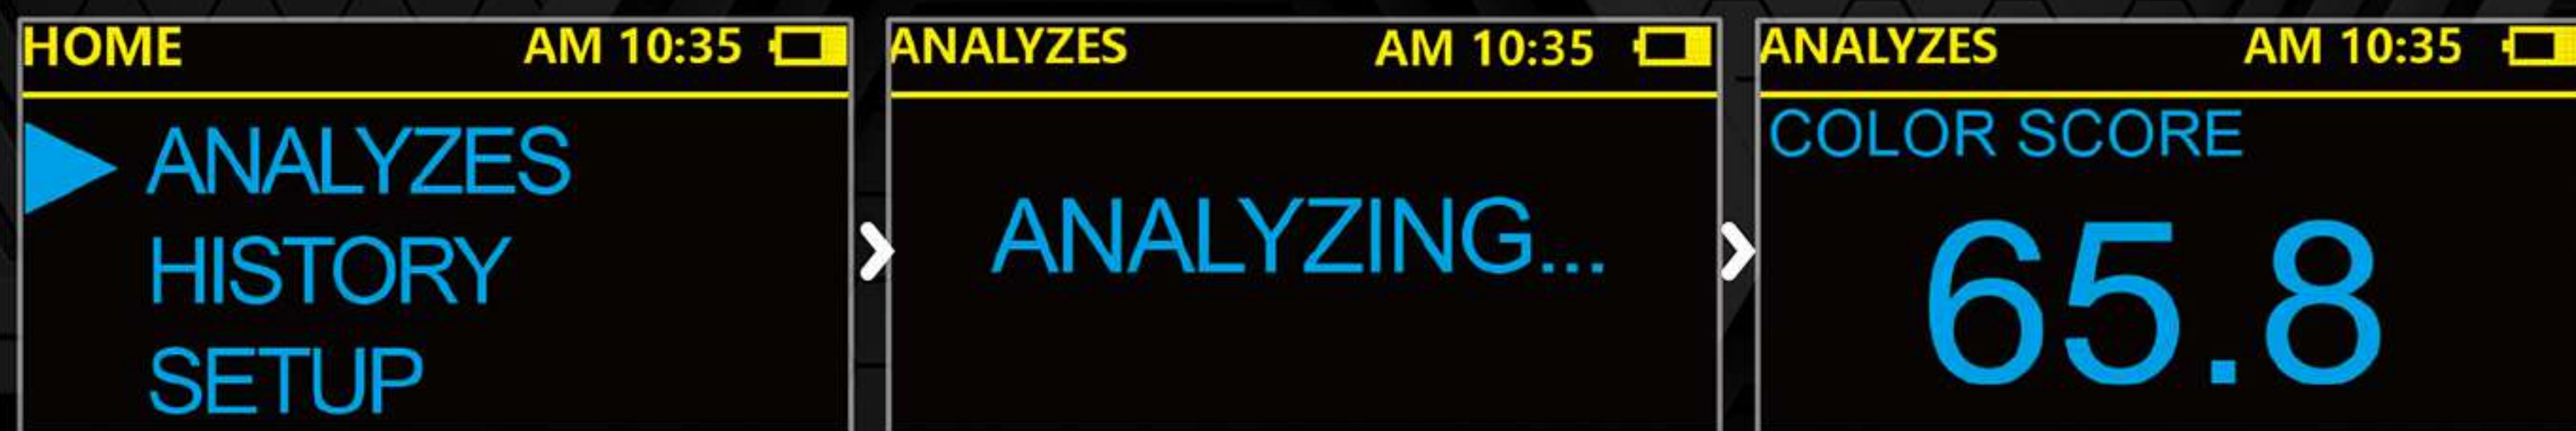 HOME AM 10:35
ANALYZES
HISTORY
SETUP
ANALYZES AM 10:35
ANALYZING...
ANALYZES AM 10:35
COLOR SCORE
65.8